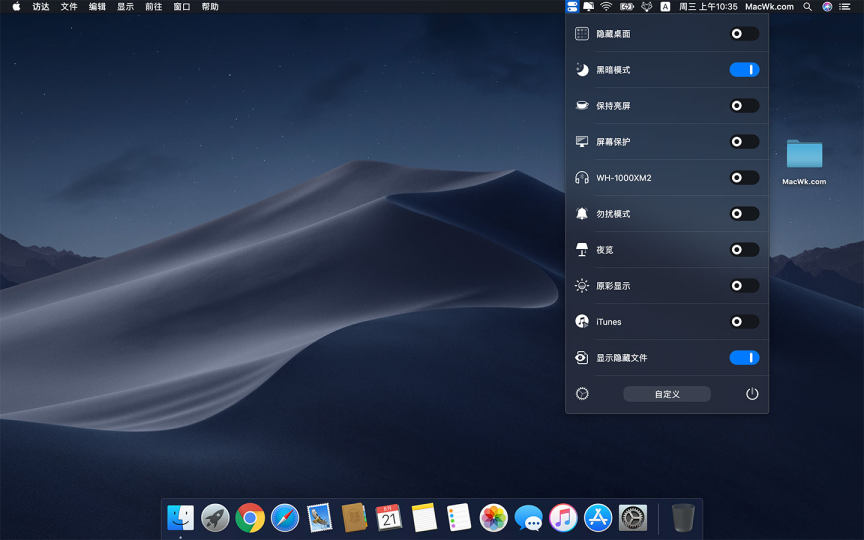 访达 文件 编辑 显示 前往 窗口 帮助
A 周三 上午10:35 MacWk.com
隐藏桌面
黑暗模式
保持亮屏
屏幕保护
WH-1000XM2
勿扰模式
夜览
原彩显示
iTunes
显示隐藏文件
自定义
MacWk.com
8月
21